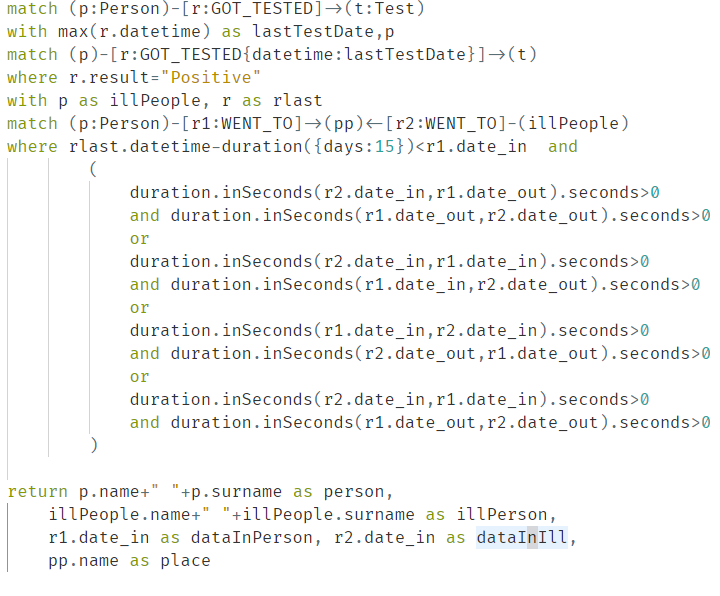 match (p:Person)-[r:GOT_TESTED]->(t:Test)
with max(r.datetime) as lastTestDate,p
match (p)-[r:GOT_TESTED{datetime:lastTestDate}]->(t)
where r.result="Positive"
with p as illPeople, r as rlast
match (p:Person)-[r1:WENT_TO]->(pp)<-[r2:WENT_TO]-(illPeople)
where rlast.datetime-duration({days:15})<r1.date_in  and
(
duration.inSeconds(r2.date_in,r1.date_out).seconds>0
and duration.inSeconds(r1.date_out,r2.date_out).seconds>0
or
duration.inSeconds(r2.date_in,r1.date_in).seconds>0
and duration.inSeconds(r1.date_in,r2.date_out).seconds>0
or
duration.inSeconds(r1.date_in,r2.date_in).seconds>0
and duration.inSeconds(r2.date_out,r1.date_out).seconds>0
or
duration.inSeconds(r2.date_in,r1.date_in).seconds>0
and duration.inSeconds(r1.date_out,r2.date_out).seconds>0
)
return p.name+" "+p.surname as person,
illPeople.name+" "+illPeople.surname as illPerson,
r1.date_in as dataInPerson, r2.date_in as dataInIll,
pp.name as place